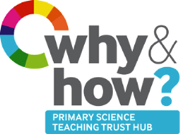 why&
how?
PRIMARY SCIENCE
TEACHING TRUST HUB